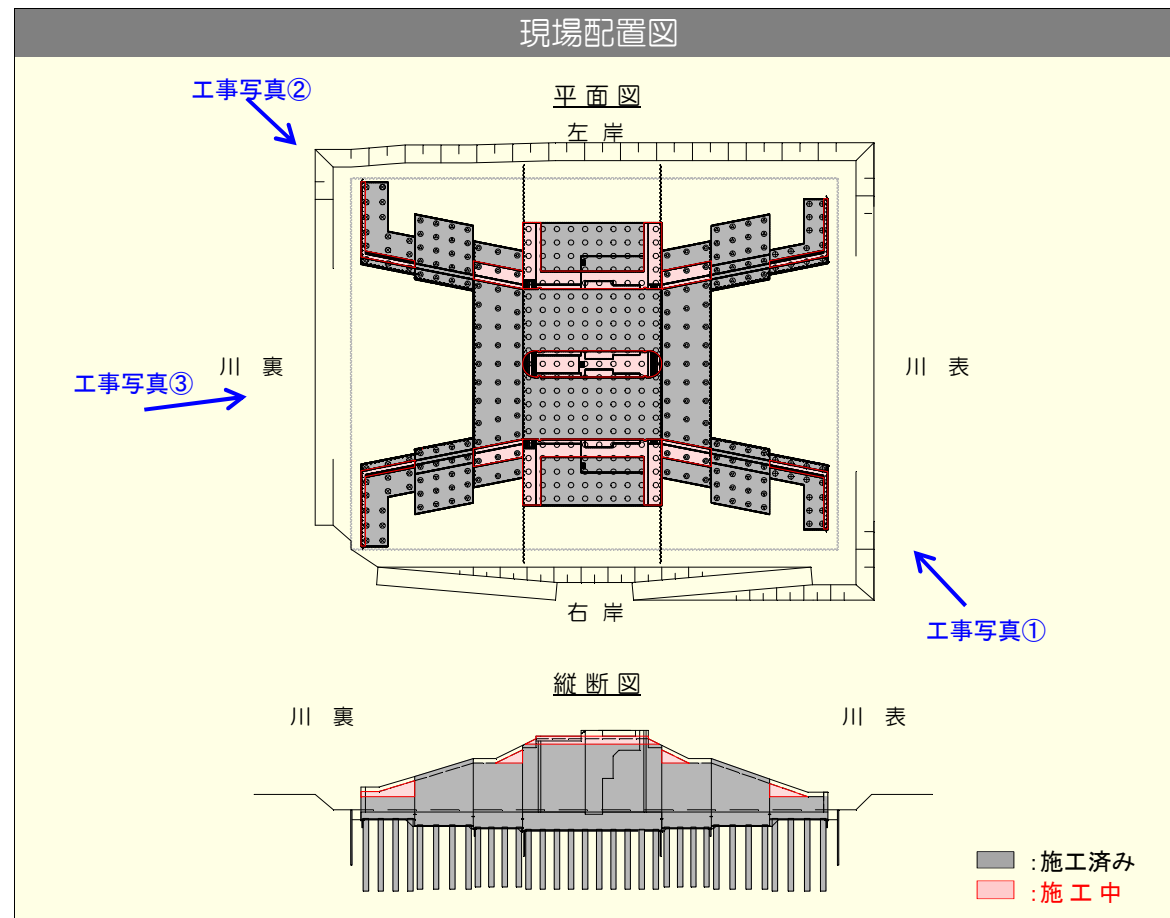 現場配置図
工事写真②
平 面 図
左 岸
川 裏
川 表
工事写真③
右 岸
工事写真①
縦 断 図
川 裏
川 表
：施工済み
：施 工 中